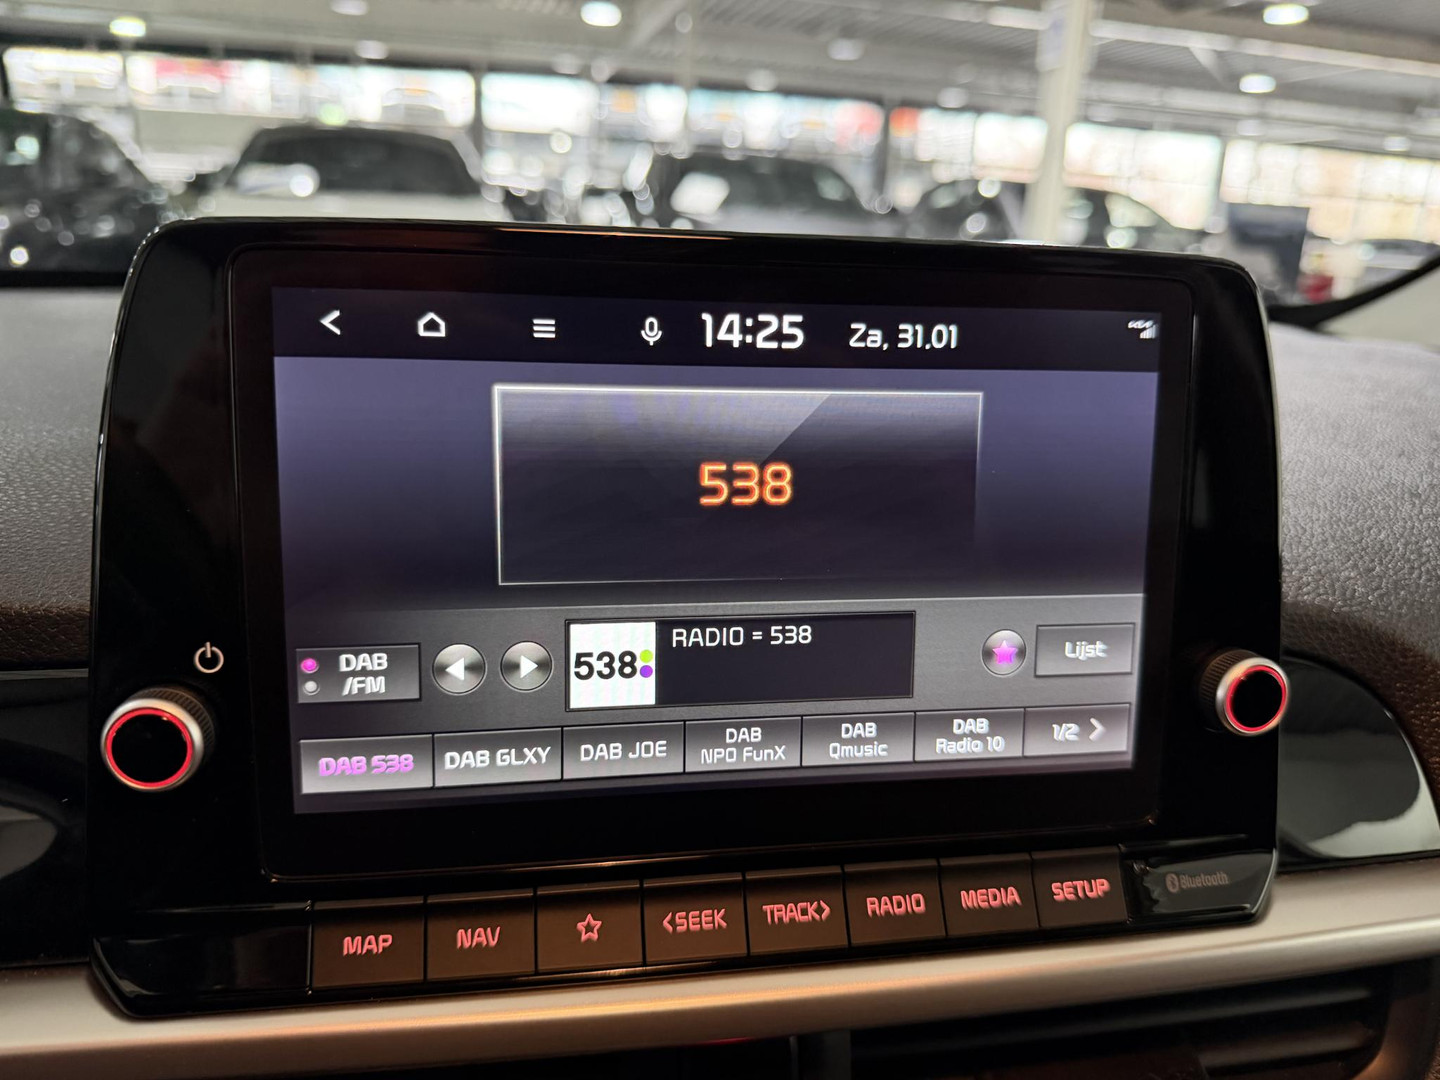 14:25 Za, 31.01
538
538:
RADIO = 538
DAB
/FM
Lijst
DAB 538
DAB GLXY
DAB JOE
DAB
NPO FunX
DAB
Qmusic
DAB
Radio 10
1/2 >
MAP
NAV
<SEEK
TRACK>
RADIO
MEDIA
SETUP
Bluetooth